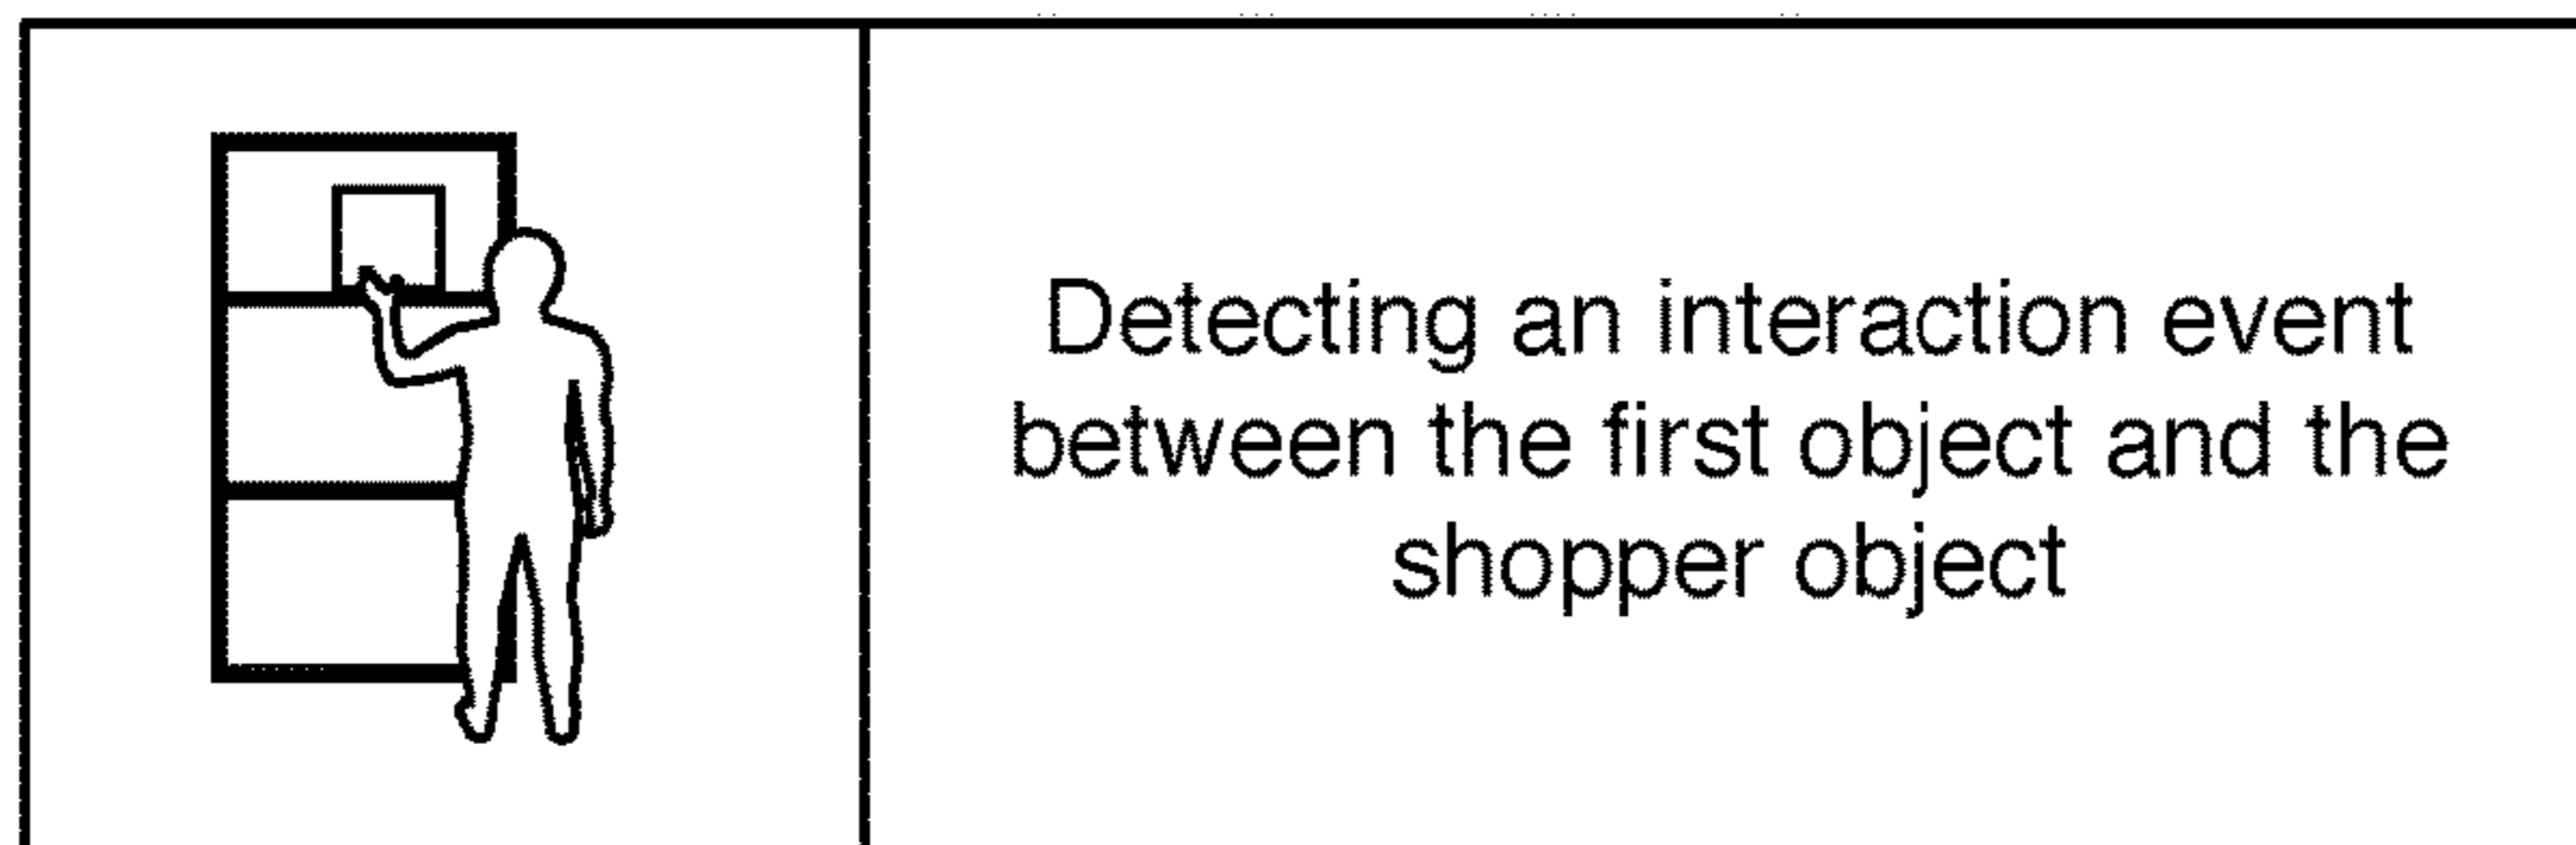 Detecting an interaction event
between the first object and the
shopper object